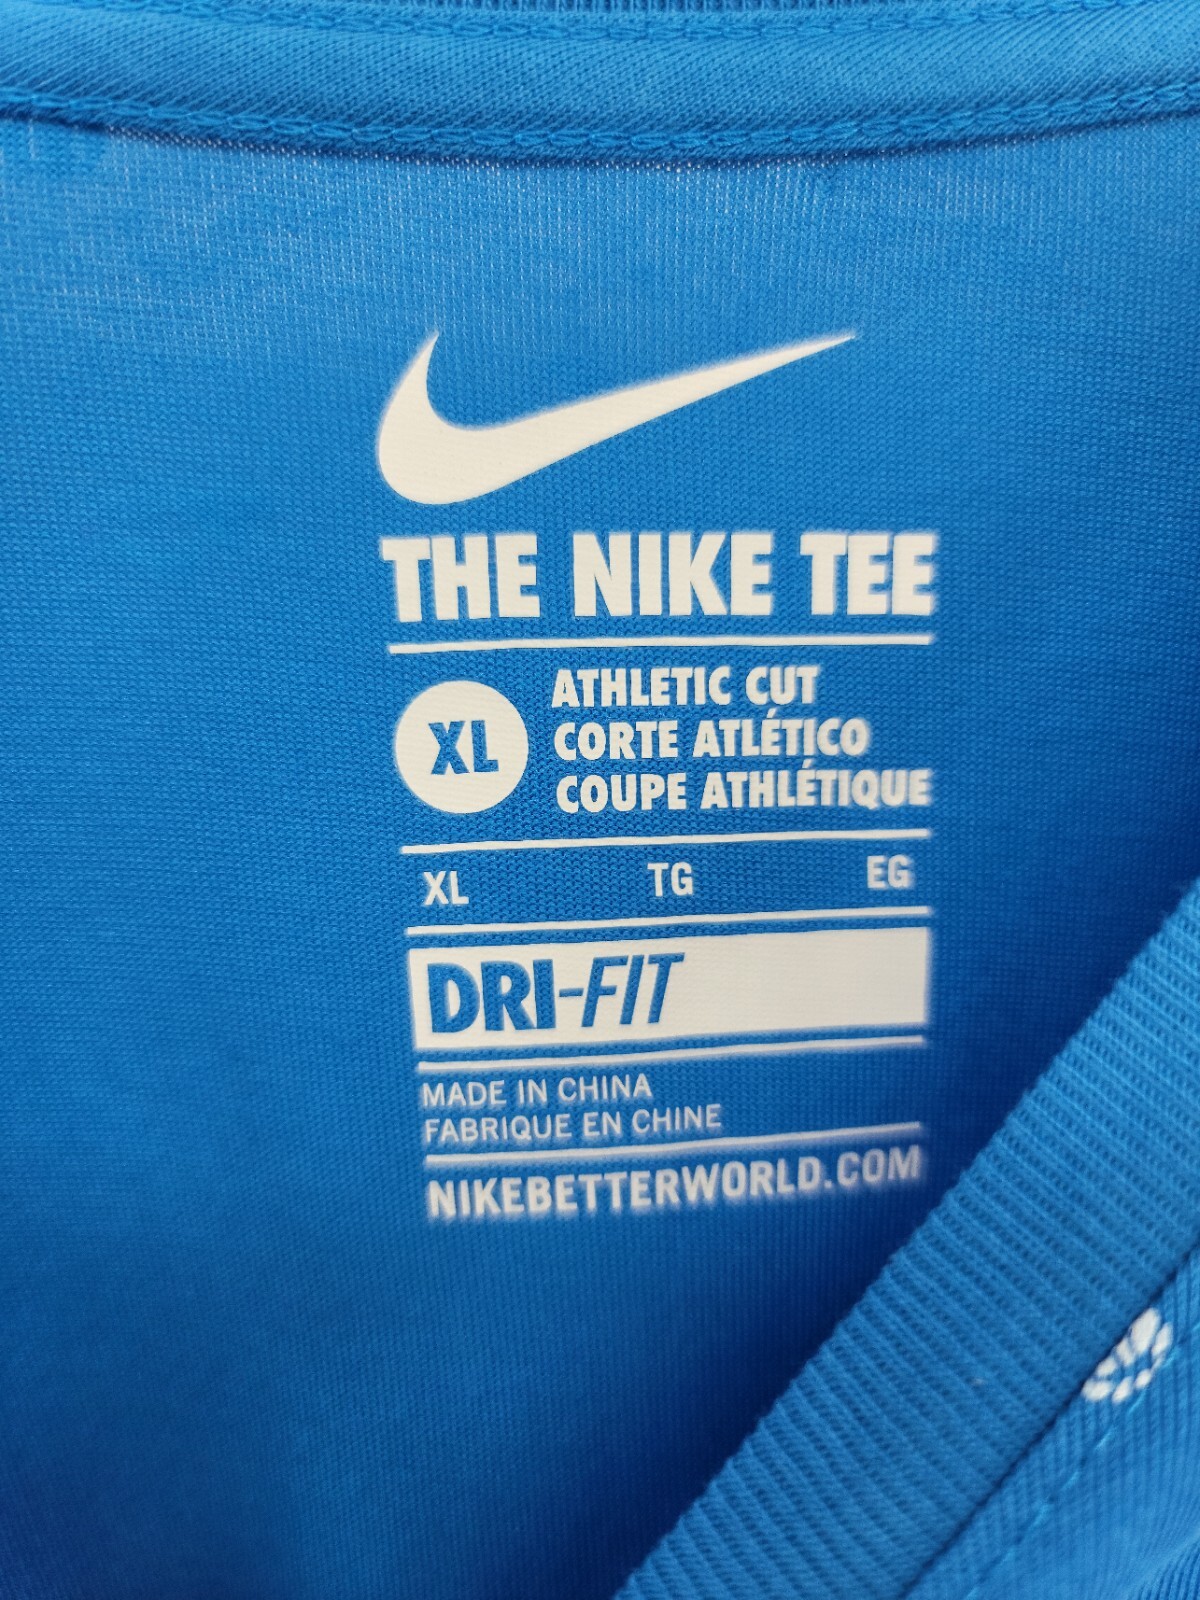 THE NIKE TEE
XL
ATHLETIC CUT
CORTE ATLÉTICO
COUPE ATHLÉTIQUE
XL TG EG
DRI-FIT
MADE IN CHINA
FABRIQUE EN CHINE
NIKEBETTERWORLD.COM